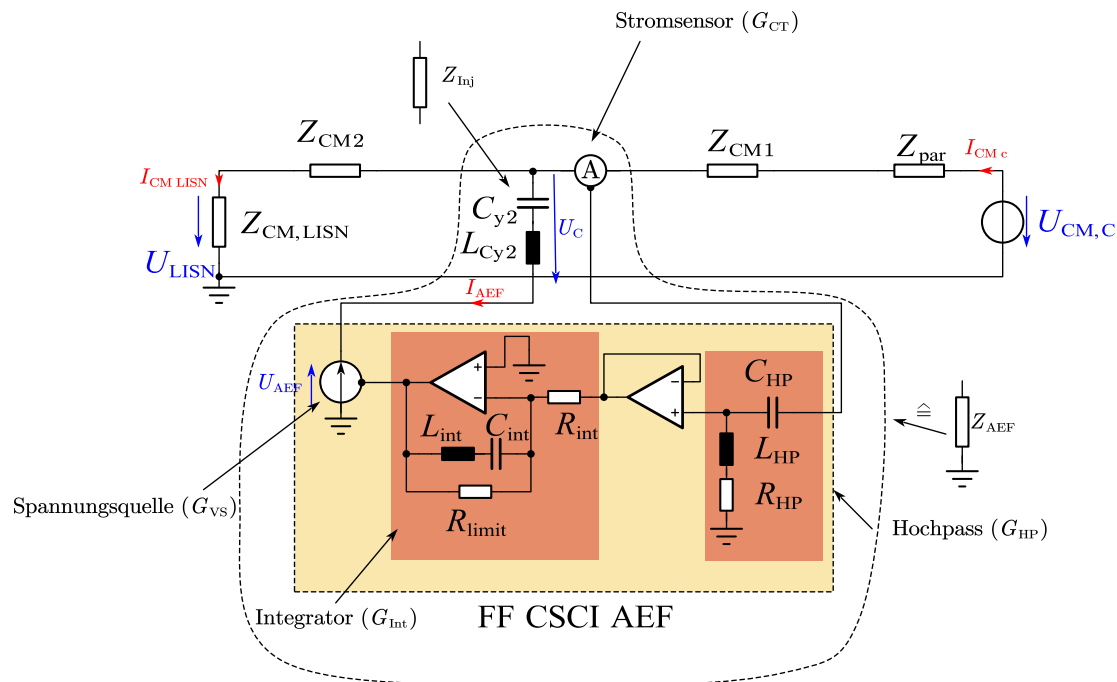 Stromsensor (G_CT)
Z_Inj
Z_CM2
Z_CM1
Z_par
I_CM c
A
I_CM LISN
C_y2
Z_CM,LISN
U_C
U_CM,C
L_Cy2
U_LISN
I_AEF
U_AEF
+
−
−
+
C_HP
L_int
C_int
R_int
L_HP
≙
Z_AEF
R_HP
Spannungsquelle (G_VS)
R_limit
Hochpass (G_HP)
Integrator (G_Int)
FF CSCI AEF